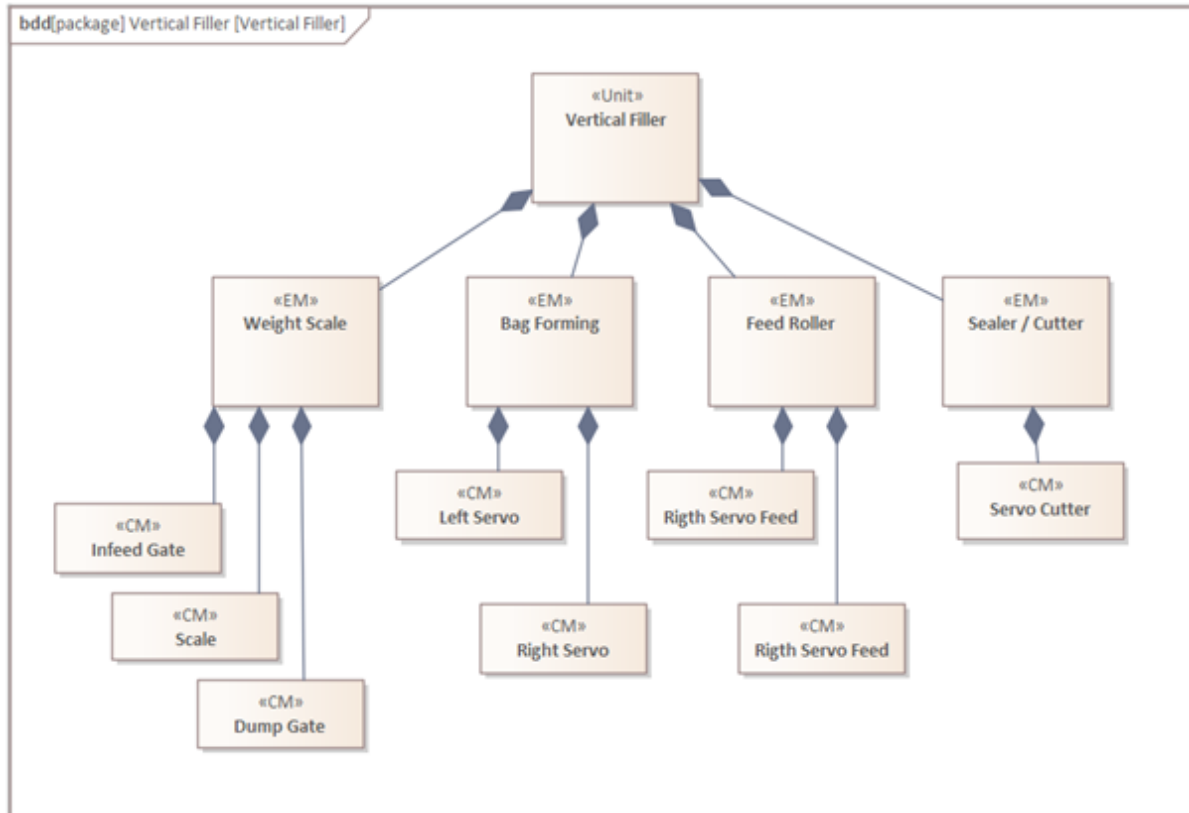 bdd[package] Vertical Filler [Vertical Filler]
«Unit»
Vertical Filler
«EM»
Weight Scale
«EM»
Bag Forming
«EM»
Feed Roller
«EM»
Sealer / Cutter
«CM»
Infeed Gate
«CM»
Scale
«CM»
Dump Gate
«CM»
Left Servo
«CM»
Right Servo
«CM»
Rigth Servo Feed
«CM»
Rigth Servo Feed
«CM»
Servo Cutter